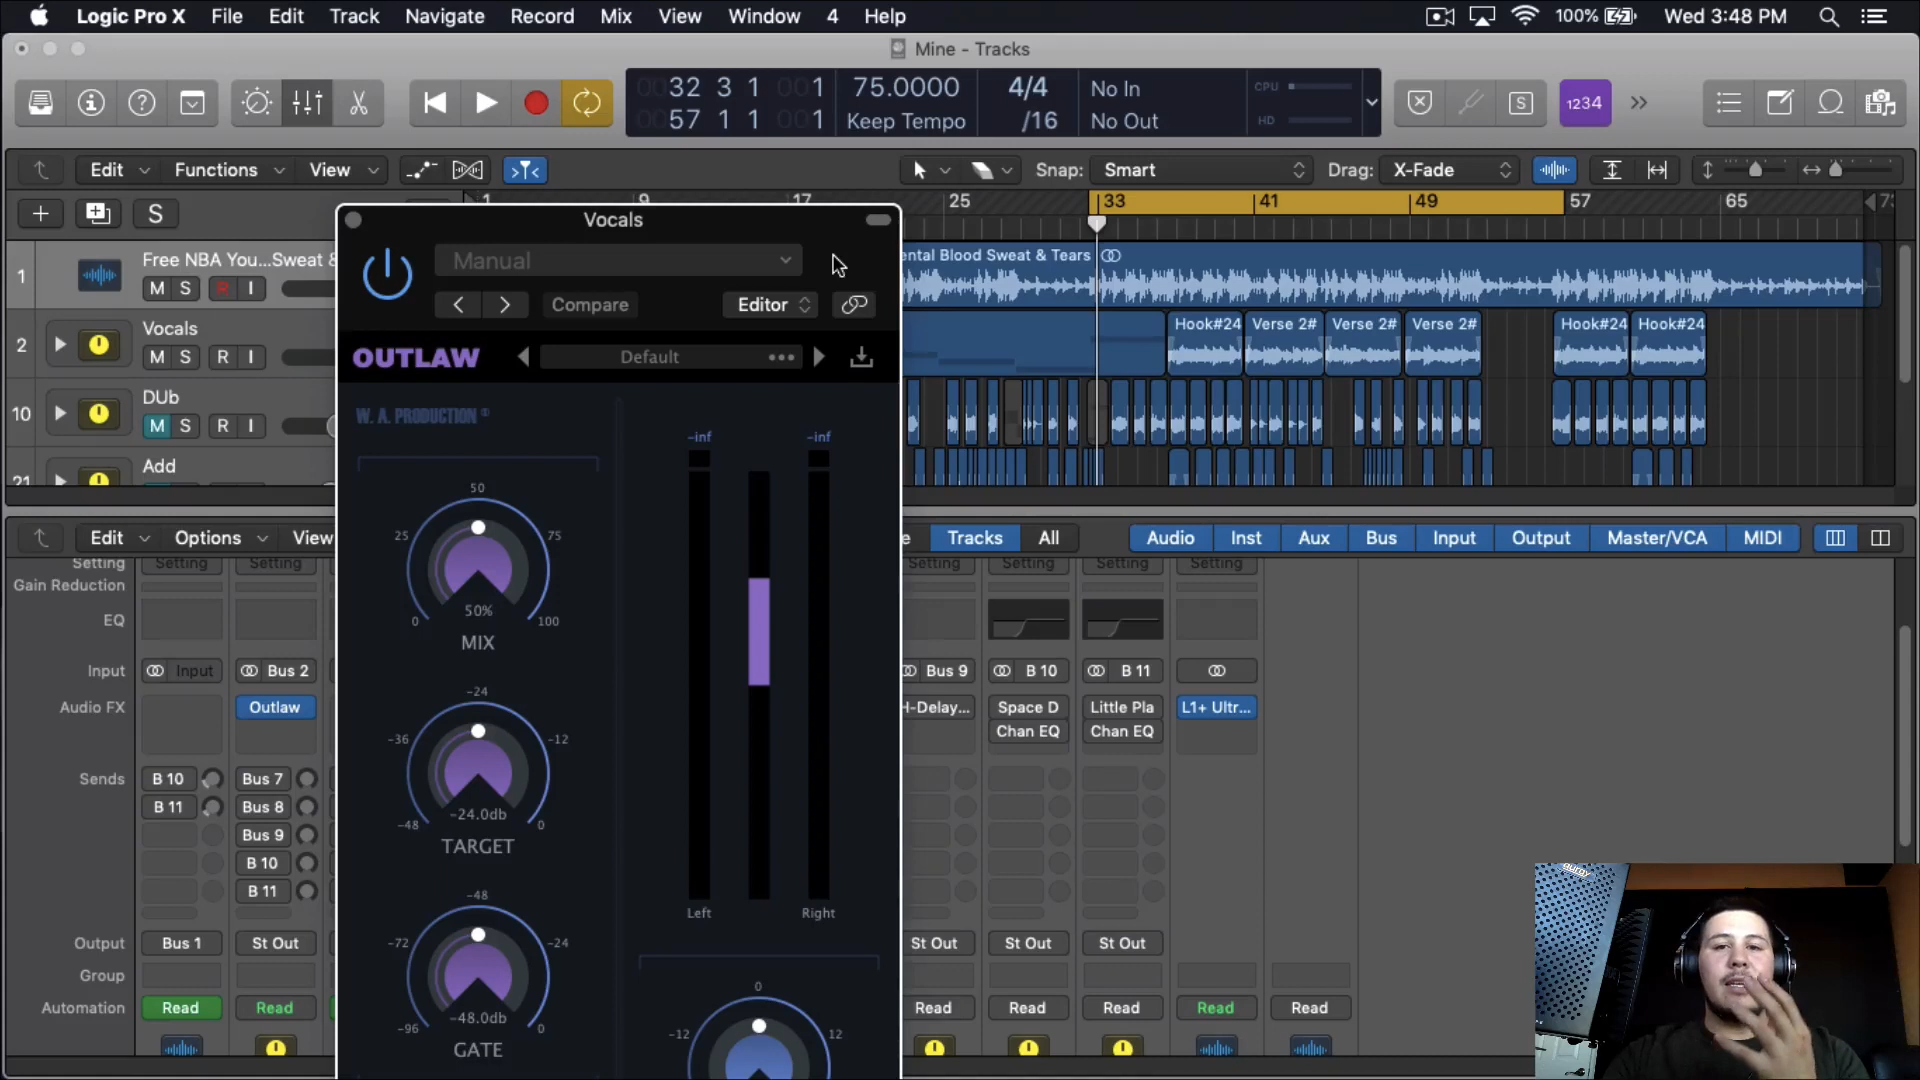 Logic Pro X File Edit Track Navigate Record Mix View Window 4 Help 100% Wed 3:48 PM
Mine - Tracks
0032 3 1 001 75.0000 4/4 No In CPU
0057 1 1 001 Keep Tempo /16 No Out HD
1234
Edit Functions View Snap: Smart Drag: X-Fade
S 1 9 17 25 33 41 49 57 65 73
Vocals
1 Free NBA You...Sweat & ental Blood Sweat & Tears
M S R I
Manual
Compare Editor
2 Vocals Hook#24 Verse 2# Verse 2# Verse 2# Hook#24 Hook#24
M S R I
OUTLAW Default
10 DUb
M S R I
W. A. PRODUCTION ®
21 Add
-inf -inf
50
25 75
50%
0 100
MIX
-24
-36 -12
-24.0db
-48 0
TARGET
-48
-72 -24
-48.0db
-96 0
GATE
Left Right
0
-12 12
Edit Options View e Tracks All Audio Inst Aux Bus Input Output Master/VCA MIDI
Setting Setting Setting Setting Setting Setting Setting
Gain Reduction
EQ
Input Input Bus 2 Bus 9 B 10 B 11
Audio FX Outlaw H-Delay... Space D Little Pla L1+ Ultr...
Chan EQ Chan EQ
Sends B 10 Bus 7
B 11 Bus 8
Bus 9
B 10
B 11
Output Bus 1 St Out St Out St Out St Out
Group
Automation Read Read Read Read Read Read Read
auray